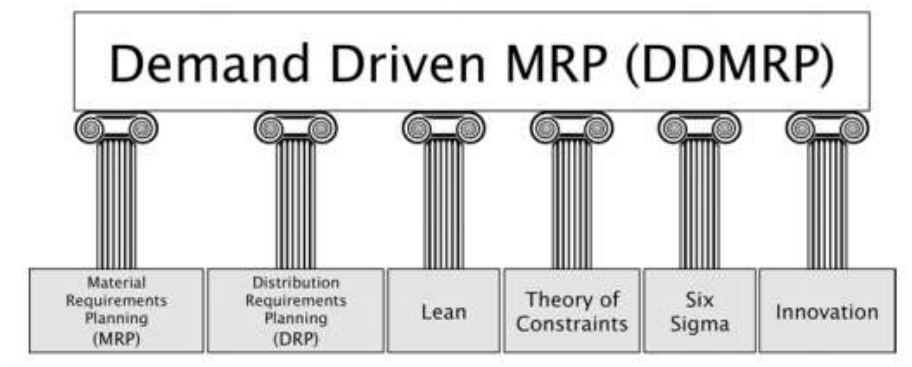 Demand Driven MRP (DDMRP)
Material
Requirements
Planning
(MRP)
Distribution
Requirements
Planning
(DRP)
Lean
Theory of
Constraints
Six
Sigma
Innovation